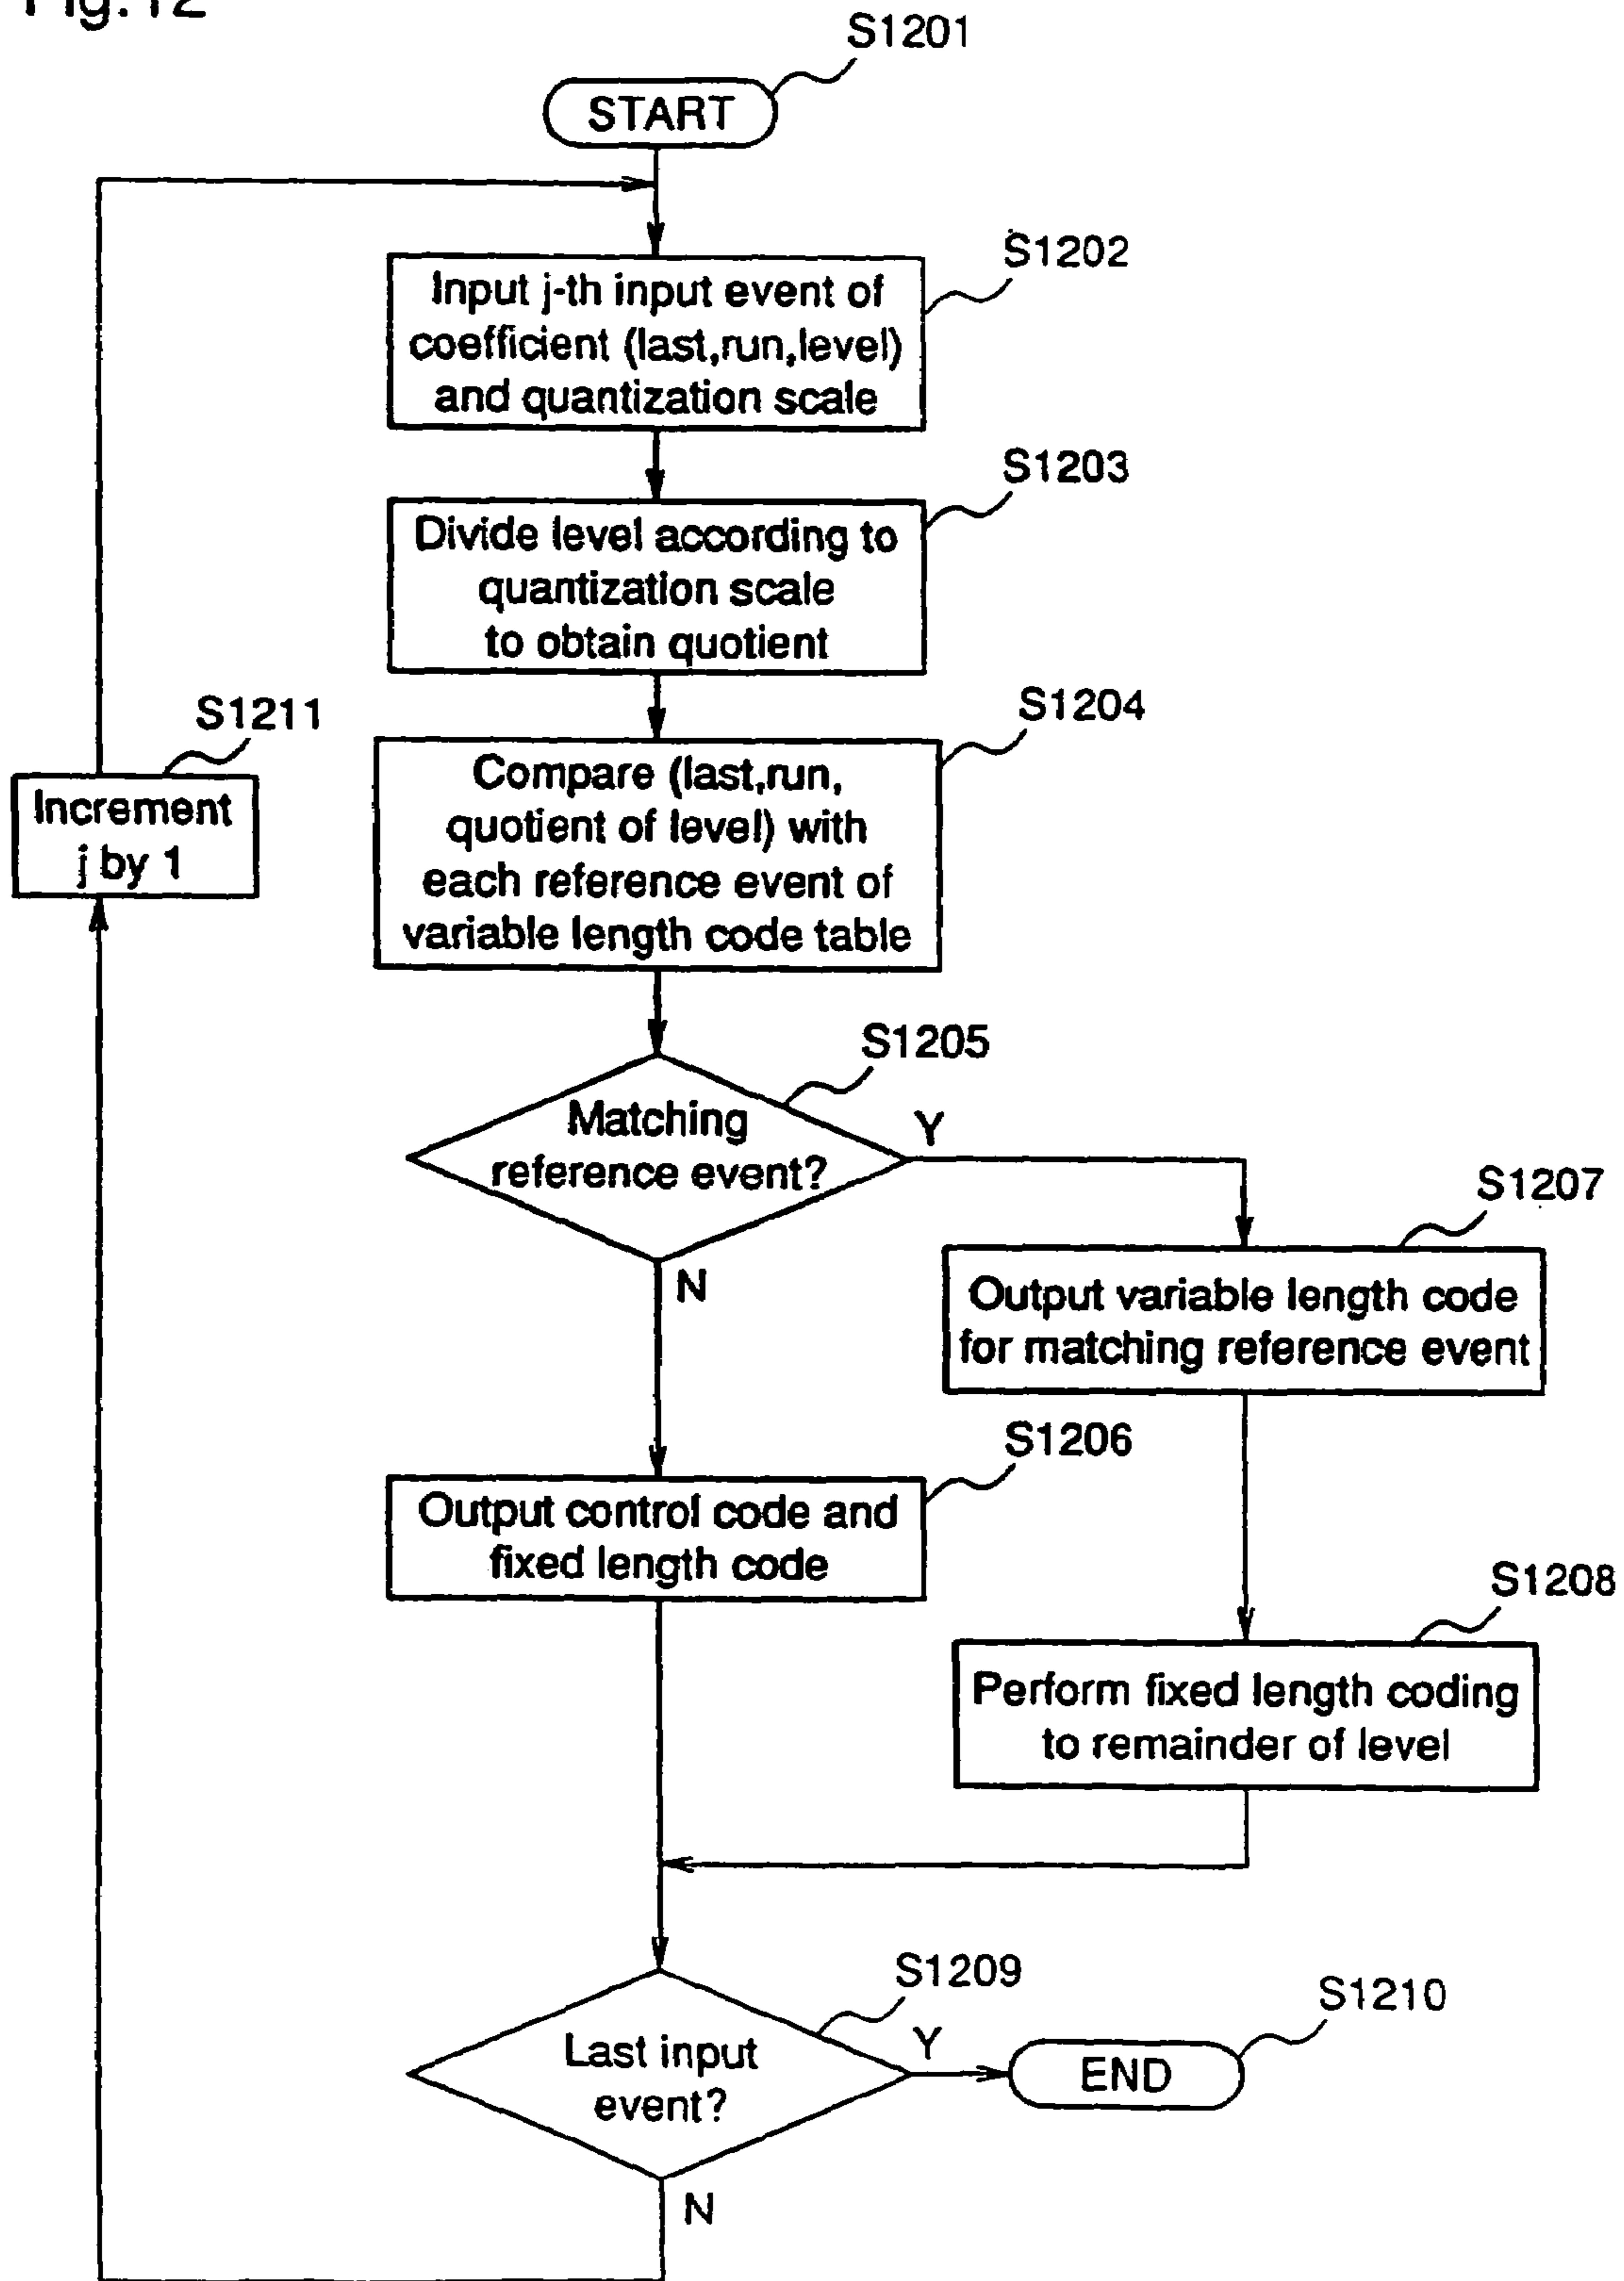 Fig.12
S1201
START
S1202
Input j-th input event of
coefficient (last,run,level)
and quantization scale
S1203
Divide level according to
quantization scale
to obtain quotient
S1211
Increment
j by 1
S1204
Compare (last,run,
quotient of level) with
each reference event of
variable length code table
S1205
Matching
reference event?
Y
N
S1207
Output variable length code
for matching reference event
S1206
Output control code and
fixed length code
S1208
Perform fixed length coding
to remainder of level
S1209
Last input
event?
Y
S1210
END
N